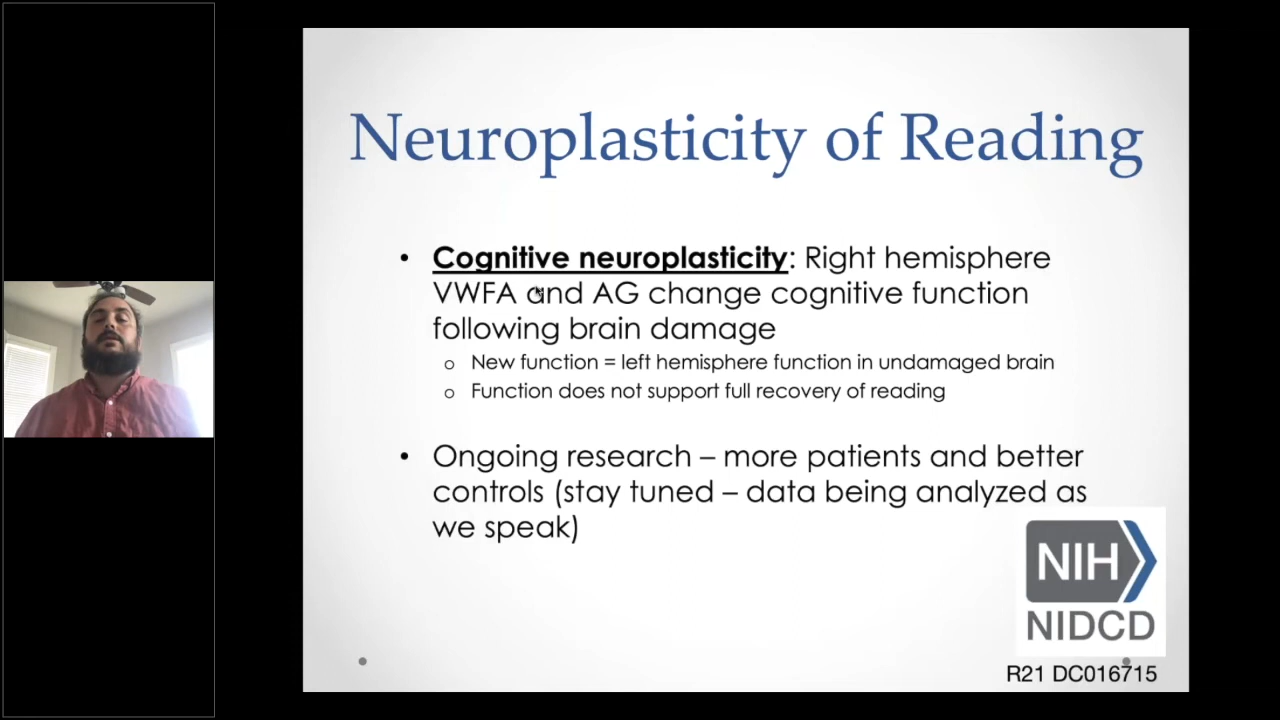 Neuroplasticity of Reading
• Cognitive neuroplasticity: Right hemisphere
VWFA and AG change cognitive function
following brain damage
o New function = left hemisphere function in undamaged brain
o Function does not support full recovery of reading
• Ongoing research – more patients and better
controls (stay tuned – data being analyzed as
we speak)
NIH
NIDCD
R21 DC016715